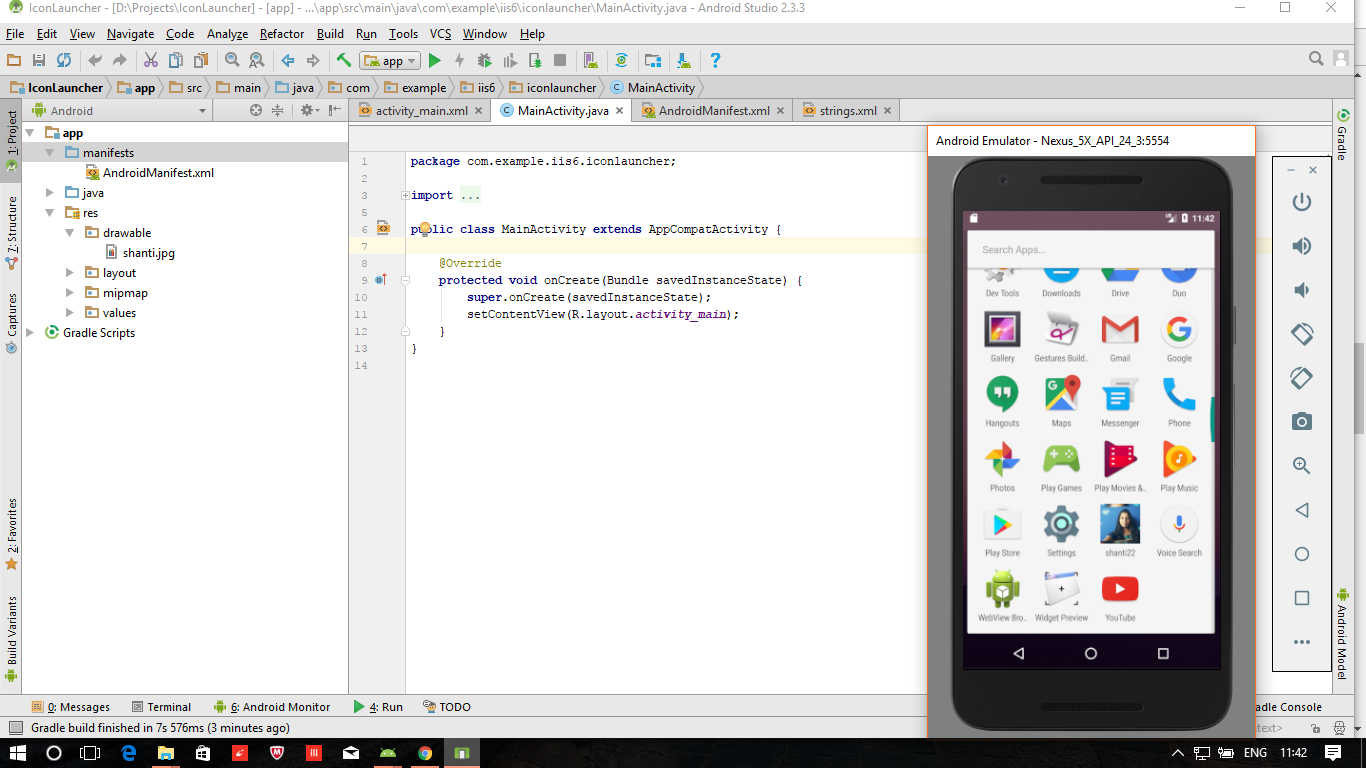 IconLauncher - [D:\Projects\IconLauncher] - [app] - ...\app\src\main\java\com\example\iis6\iconlauncher\MainActivity.java - Android Studio 2.3.3
File Edit View Navigate Code Analyze Refactor Build Run Tools VCS Window Help
app
IconLauncher app src main java com example iis6 iconlauncher MainActivity
Android
activity_main.xml MainActivity.java AndroidManifest.xml strings.xml
1: Project
7: Structure
Captures
2: Favorites
Build Variants
app
manifests
AndroidManifest.xml
java
res
drawable
shanti.jpg
layout
mipmap
values
Gradle Scripts
1 package com.example.iis6.iconlauncher;
2
3 import ...
5
6 public class MainActivity extends AppCompatActivity {
7
8 @Override
9 protected void onCreate(Bundle savedInstanceState) {
10 super.onCreate(savedInstanceState);
11 setContentView(R.layout.activity_main);
12 }
13 }
14
Android Emulator - Nexus_5X_API_24_3:5554
11:42
Search Apps...
Dev Tools Downloads Drive Duo
Gallery Gestures Build.. Gmail Google
Hangouts Maps Messenger Phone
Photos Play Games Play Movies &.. Play Music
Play Store Settings shanti22 Voice Search
WebView Bro.. Widget Preview YouTube
Gradle
Android Model
0: Messages Terminal 6: Android Monitor 4: Run TODO
adle Console
Gradle build finished in 7s 576ms (3 minutes ago)
text>
ENG 11:42